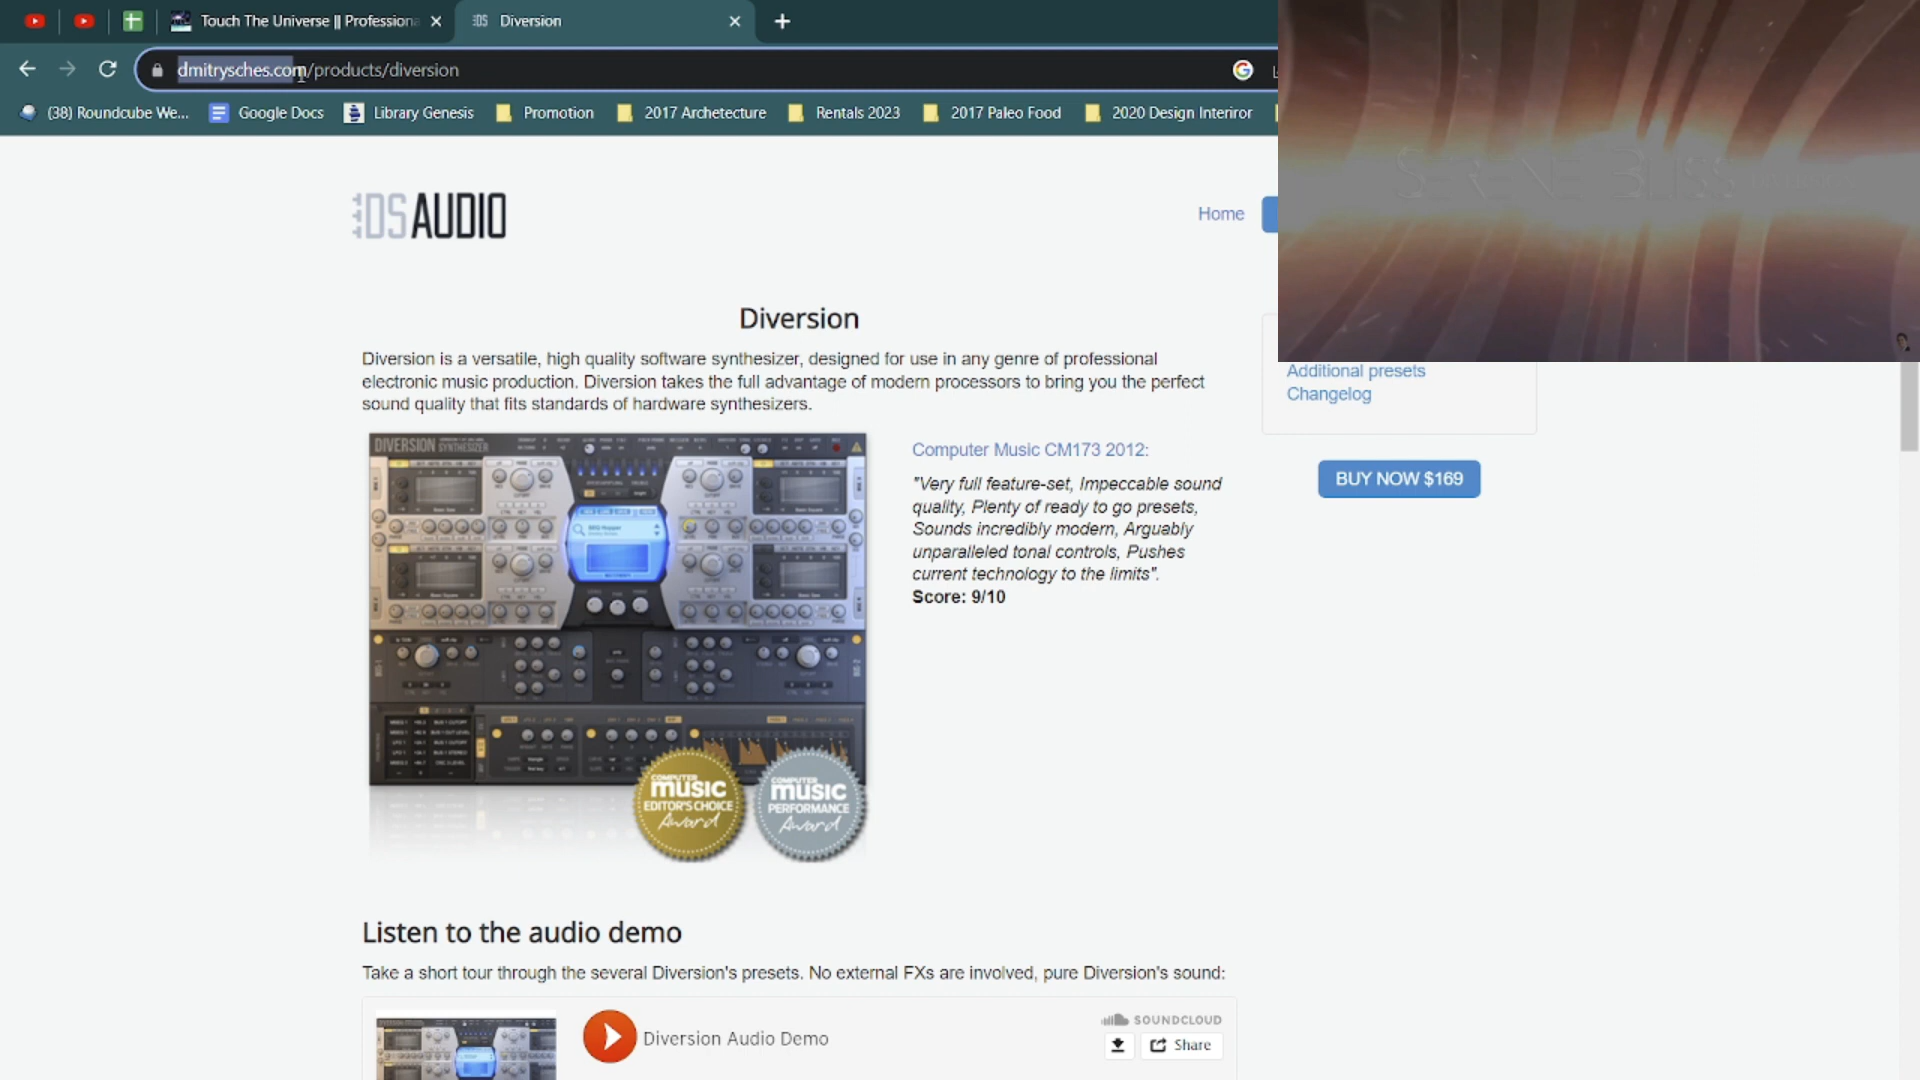 Touch The Universe || Professiona
Diversion
dmitrysches.com/products/diversion
(38) Roundcube We...
Google Docs
Library Genesis
Promotion
2017 Archetecture
Rentals 2023
2017 Paleo Food
2020 Design Interiror
SERENE BLISS
DS AUDIO
Home
Diversion
Diversion is a versatile, high quality software synthesizer, designed for use in any genre of professional
electronic music production. Diversion takes the full advantage of modern processors to bring you the perfect
sound quality that fits standards of hardware synthesizers.
Additional presets
Changelog
BUY NOW $169
DIVERSION SYNTHESIZER
Computer Music CM173 2012:
"Very full feature-set, Impeccable sound
quality, Plenty of ready to go presets,
Sounds incredibly modern, Arguably
unparalleled tonal controls, Pushes
current technology to the limits".
Score: 9/10
COMPUTER
music
EDITOR'S CHOICE
Award
COMPUTER
music
PERFORMANCE
Award
Listen to the audio demo
Take a short tour through the several Diversion's presets. No external FXs are involved, pure Diversion's sound:
Diversion Audio Demo
SOUNDCLOUD
Share